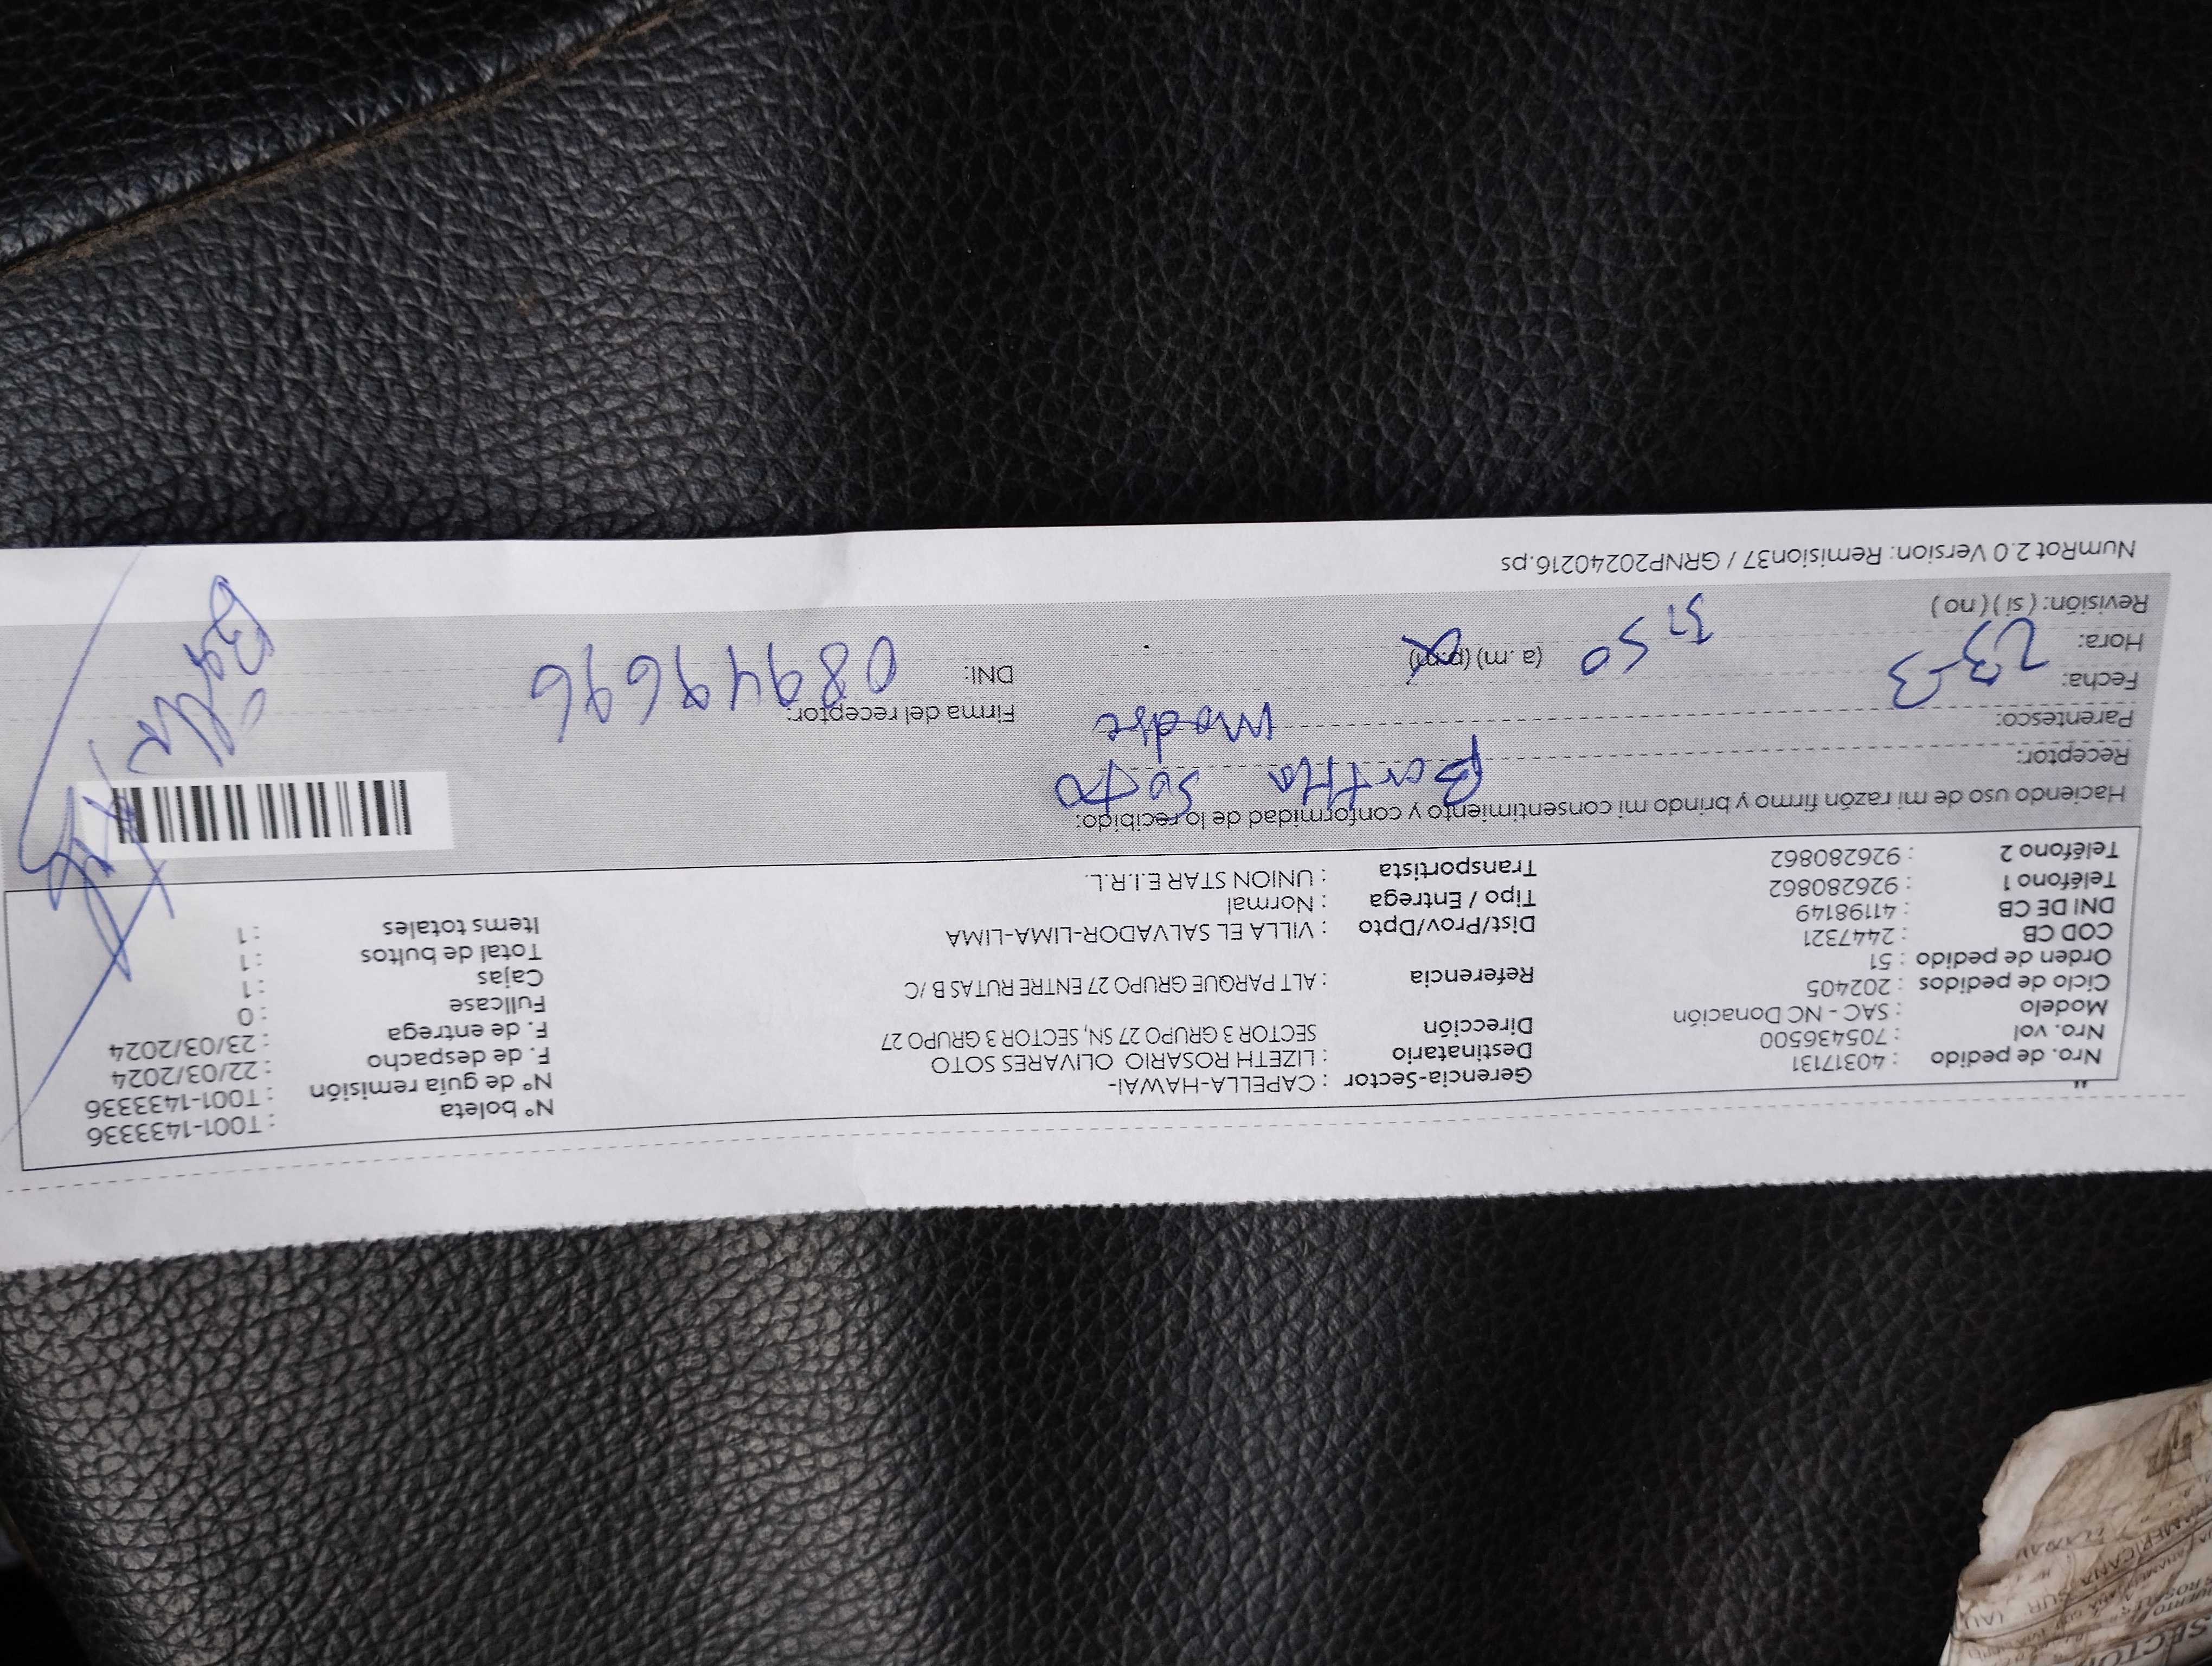 Nro. de pedido : 40317131
Nro. vol : 705436500
Modelo : SAC - NC Donación
Ciclo de pedidos : 202405
Orden de pedido : 51
COD CB : 2447321
DNI DE CB : 41198149
Teléfono 1 : 926280862
Teléfono 2 : 926280862
Gerencia-Sector : CAPELLA-HAWAI-
Destinatario : LIZETH ROSARIO OLIVARES SOTO
Dirección SECTOR 3 GRUPO 27 SN, SECTOR 3 GRUPO 27
Referencia : ALT PARQUE GRUPO 27 ENTRE RUTAS B / C
Dist/Prov/Dpto : VILLA EL SALVADOR-LIMA-LIMA
Tipo / Entrega : Normal
Transportista : UNION STAR E.I.R.L.
N° boleta : T001-1433336
N° de guía remisión : T001-1433336
F. de despacho : 22/03/2024
F. de entrega : 23/03/2024
Fullcase : 0
Cajas : 1
Total de bultos : 1
Items totales : 1
Haciendo uso de mi razón firmo y brindo mi consentimiento y conformidad de lo recibido:
Receptor: Bertha Soto
Parentesco: Madre
Fecha: 23-3
Hora: 50 (a. m) (p.m)
Revisión: ( si ) ( no )
Firma del receptor:
DNI: 089449696
NumRot 2.0 Version: Remision37 / GRNP20240216.ps